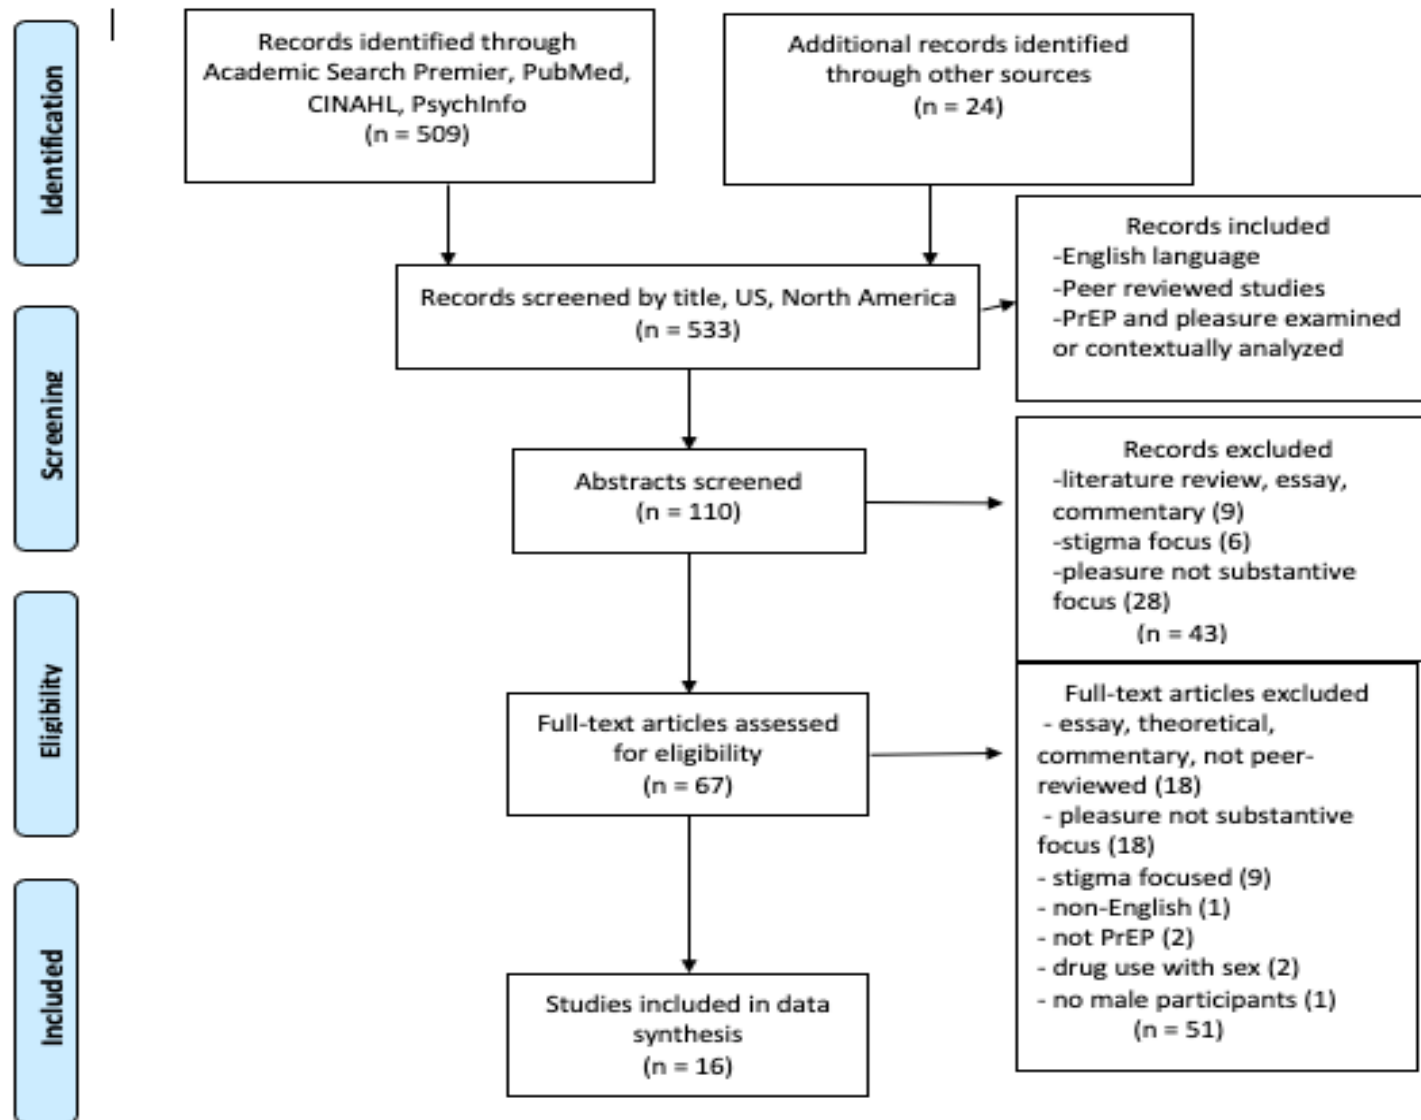 Identification
Records identified through
Academic Search Premier, PubMed,
CINAHL, PsychInfo
(n = 509)
Additional records identified
through other sources
(n = 24)
Records included
-English language
-Peer reviewed studies
-PrEP and pleasure examined
or contextually analyzed
Screening
Records screened by title, US, North America
(n = 533)
Abstracts screened
(n = 110)
Records excluded
-literature review, essay,
commentary (9)
-stigma focus (6)
-pleasure not substantive
focus (28)
(n = 43)
Eligibility
Full-text articles assessed
for eligibility
(n = 67)
Full-text articles excluded
- essay, theoretical,
commentary, not peer-
reviewed (18)
- pleasure not substantive
focus (18)
- stigma focused (9)
- non-English (1)
- not PrEP (2)
- drug use with sex (2)
- no male participants (1)
(n = 51)
Included
Studies included in data
synthesis
(n = 16)